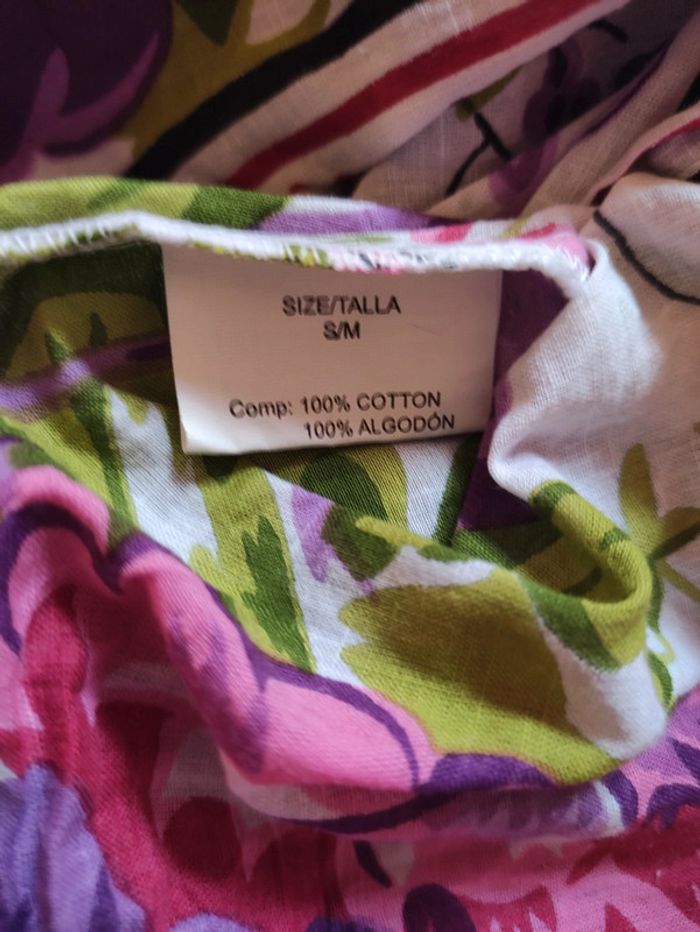 SIZE/TALLA
S/M
Comp: 100% COTTON
100% ALGODÓN